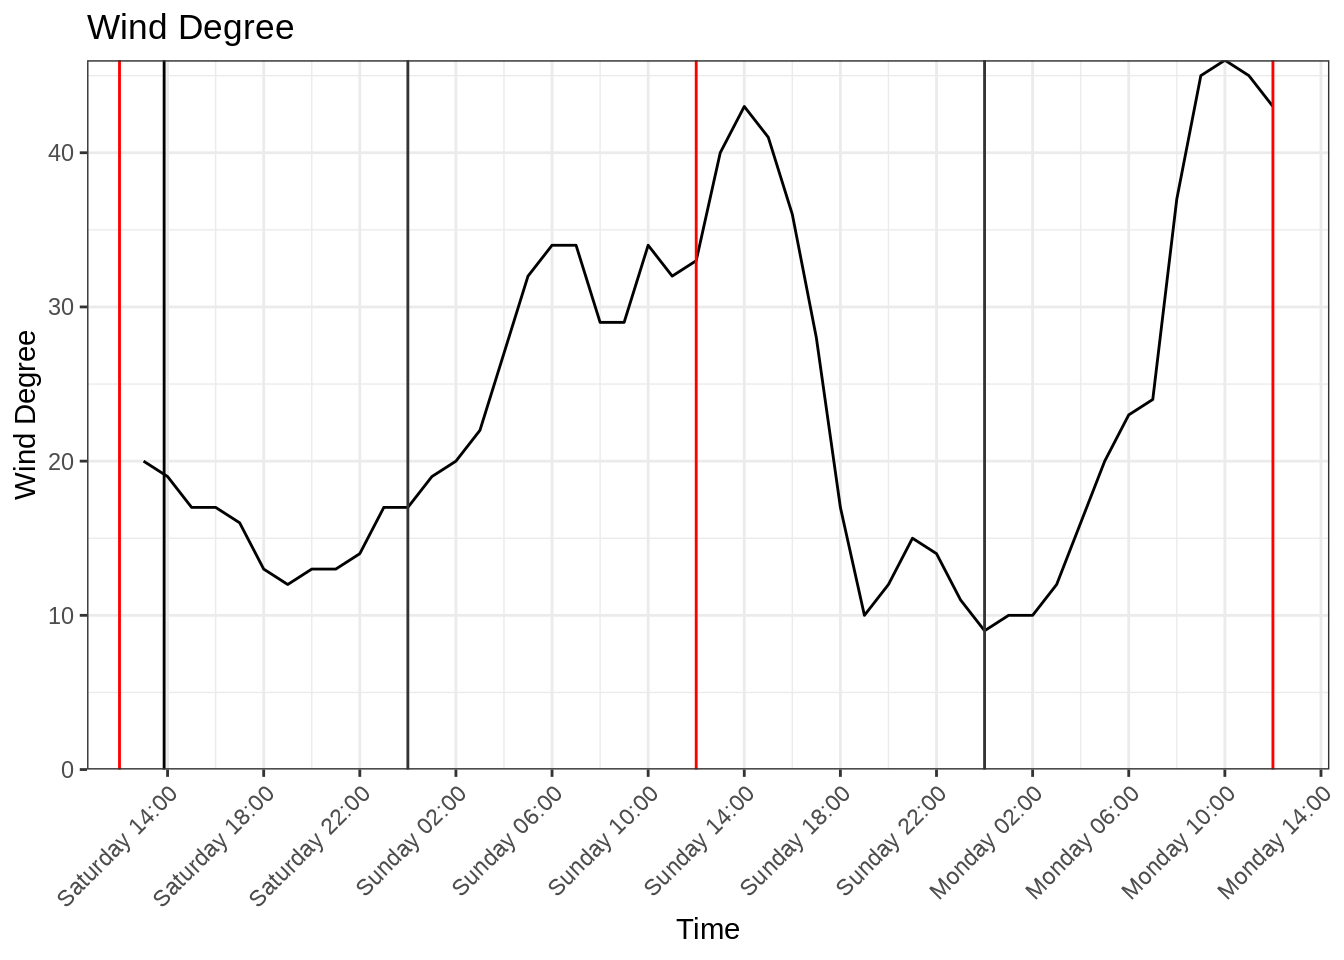 Wind Degree
Wind Degree
40
30
20
10
0
Saturday 14:00
Saturday 18:00
Saturday 22:00
Sunday 02:00
Sunday 06:00
Sunday 10:00
Sunday 14:00
Sunday 18:00
Sunday 22:00
Monday 02:00
Monday 06:00
Monday 10:00
Monday 14:00
Time